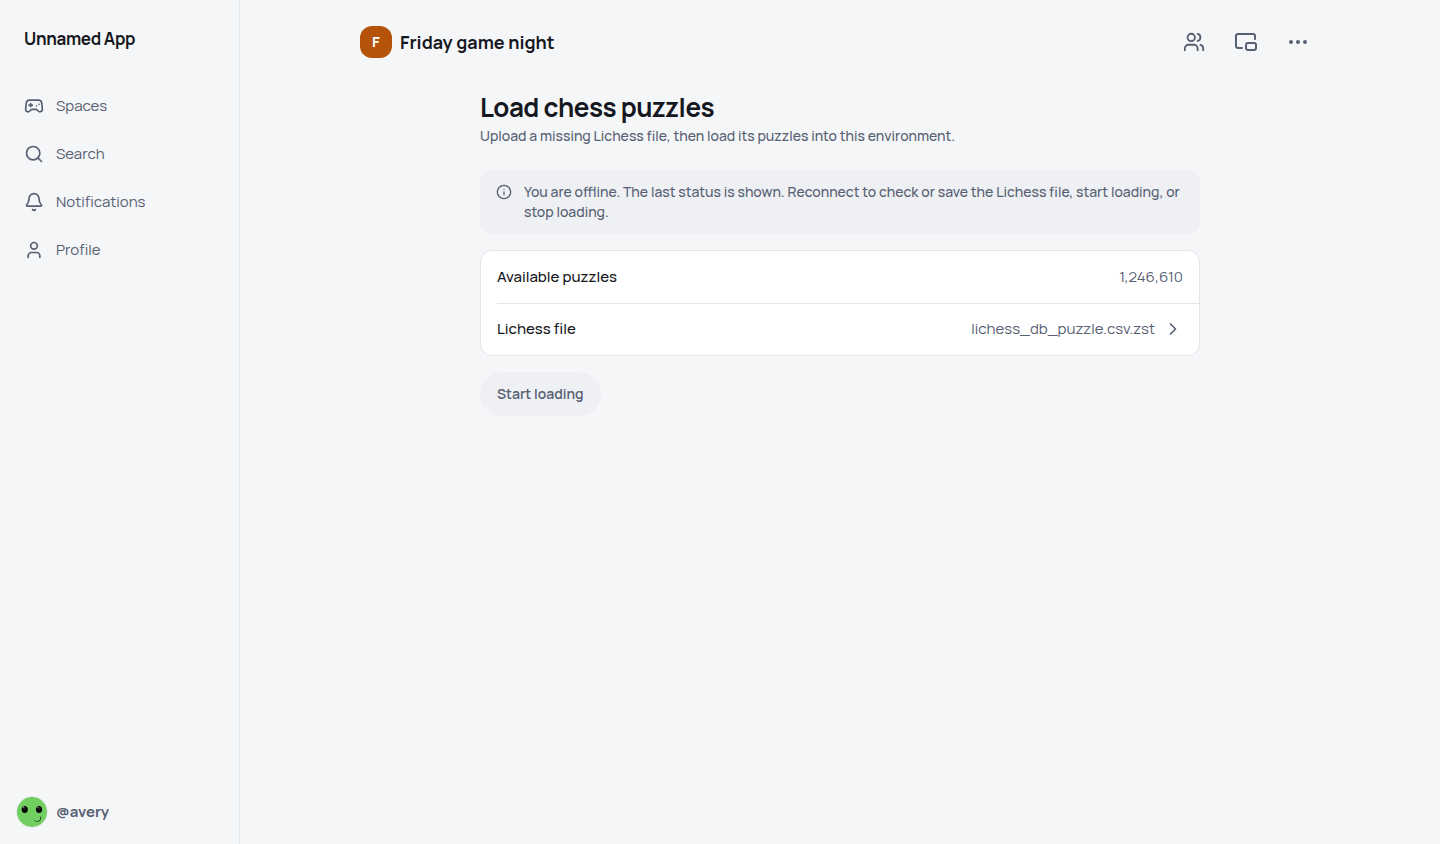 Unnamed App
Spaces
Search
Notifications
Profile
@avery
F
Friday game night
Load chess puzzles
Upload a missing Lichess file, then load its puzzles into this environment.
You are offline. The last status is shown. Reconnect to check or save the Lichess file, start loading, or
stop loading.
Available puzzles 1,246,610
Lichess file lichess_db_puzzle.csv.zst
Start loading